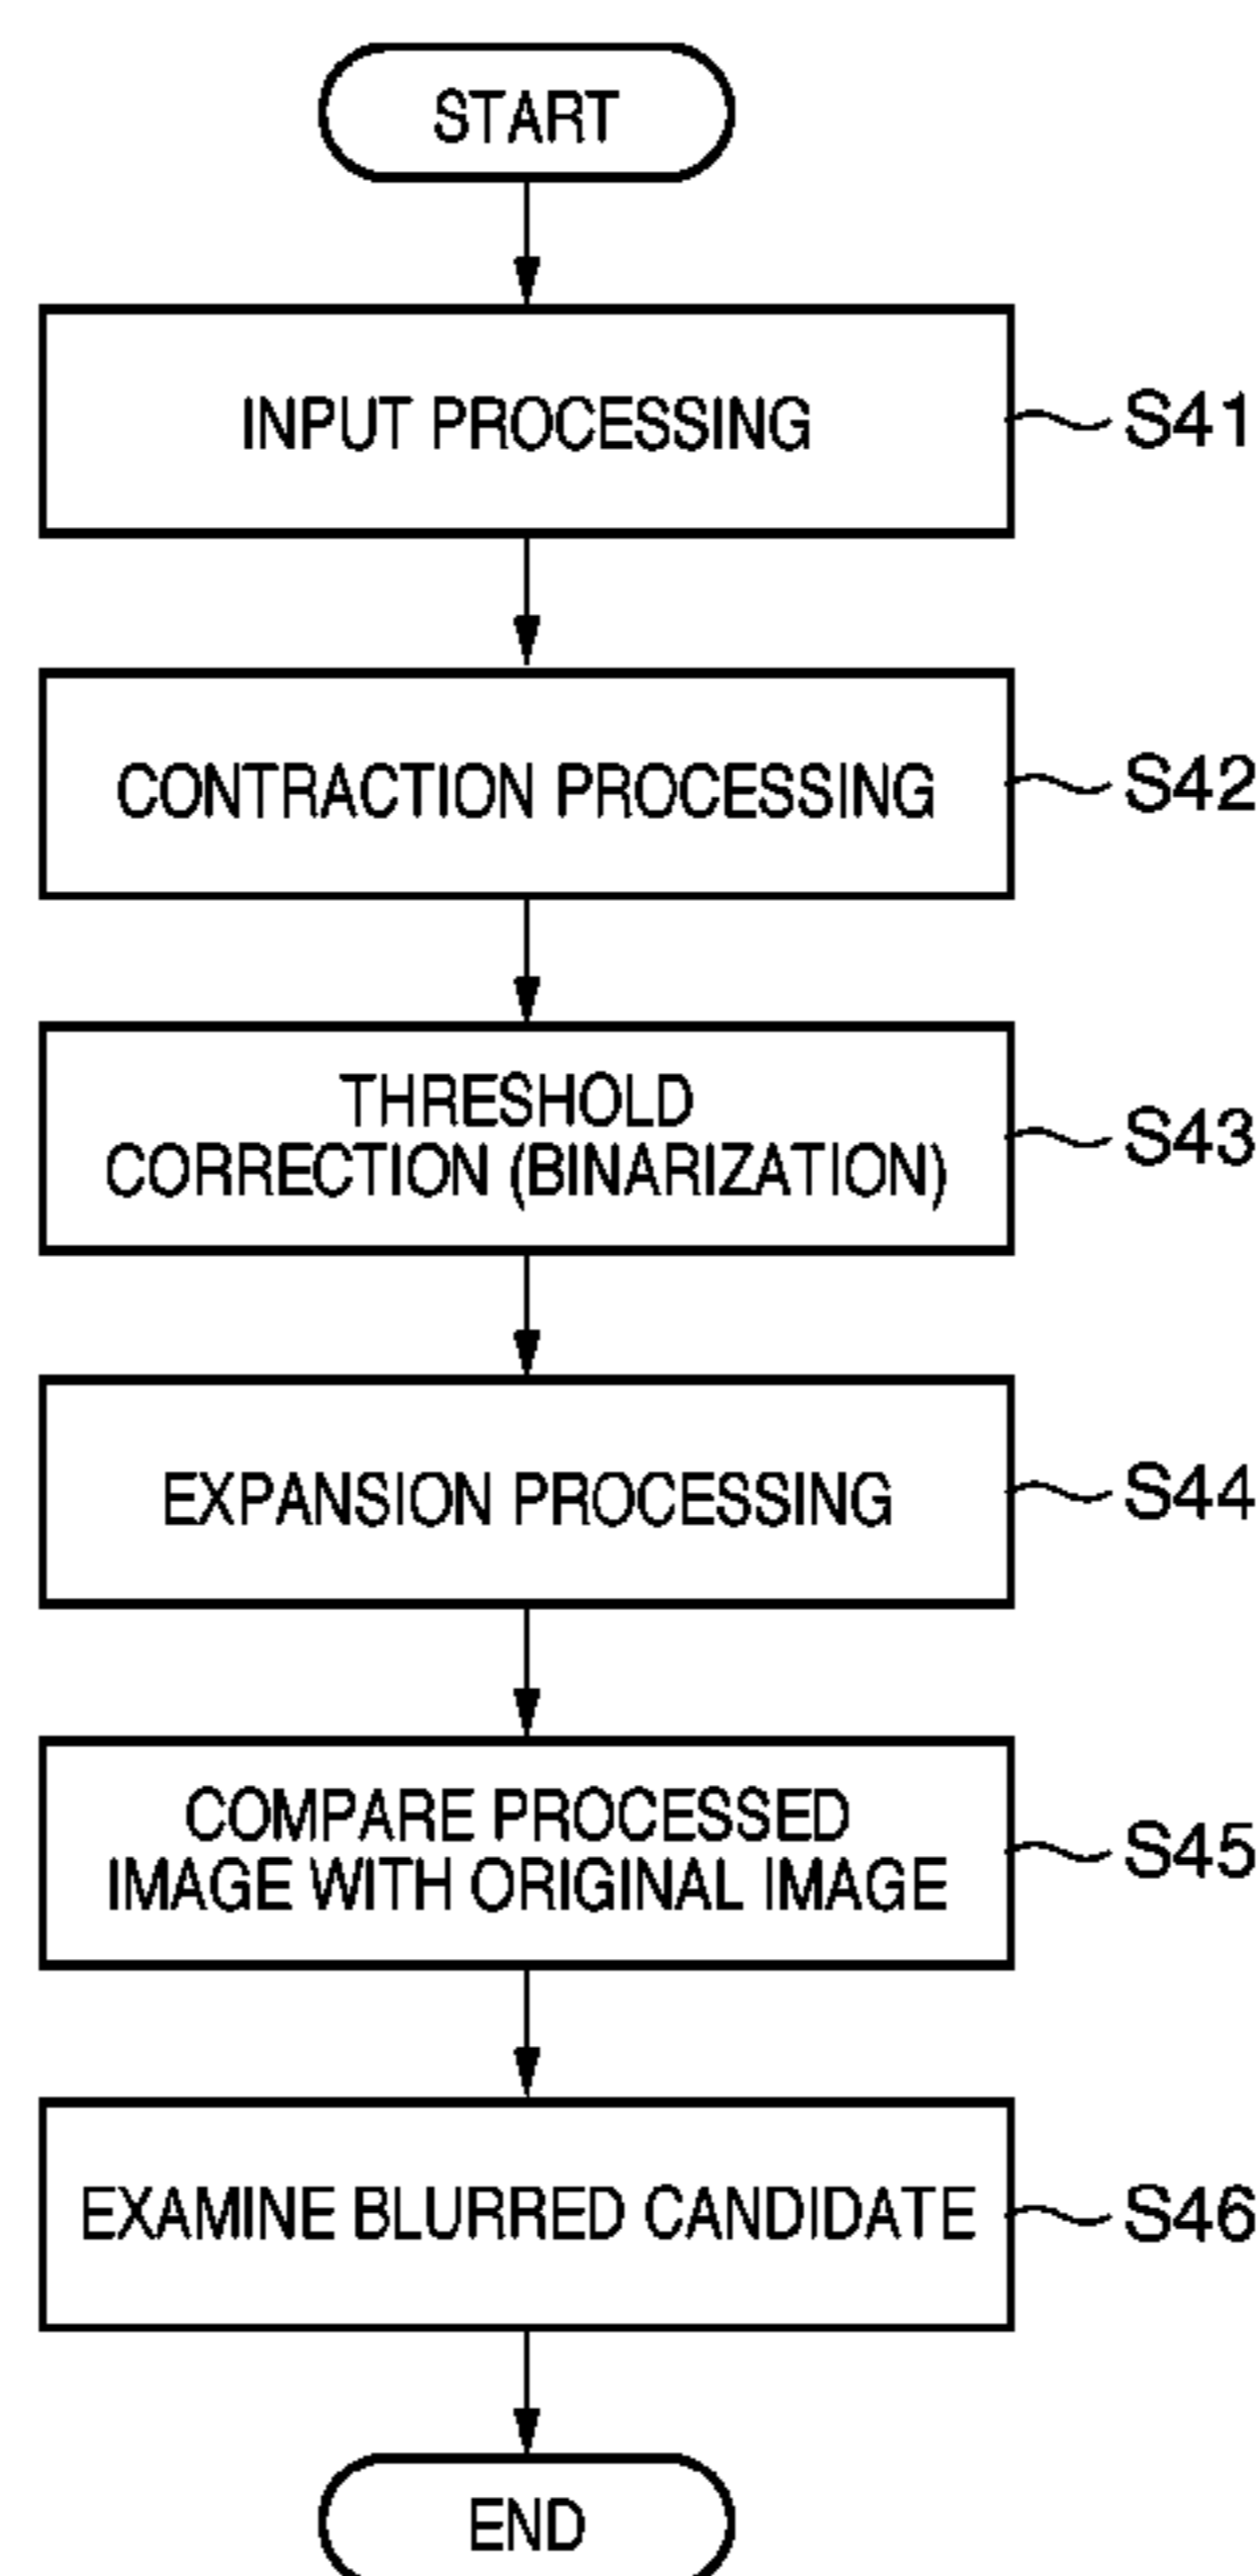 START
INPUT PROCESSING
S41
CONTRACTION PROCESSING
S42
THRESHOLD
CORRECTION (BINARIZATION)
S43
EXPANSION PROCESSING
S44
COMPARE PROCESSED
IMAGE WITH ORIGINAL IMAGE
S45
EXAMINE BLURRED CANDIDATE
S46
END